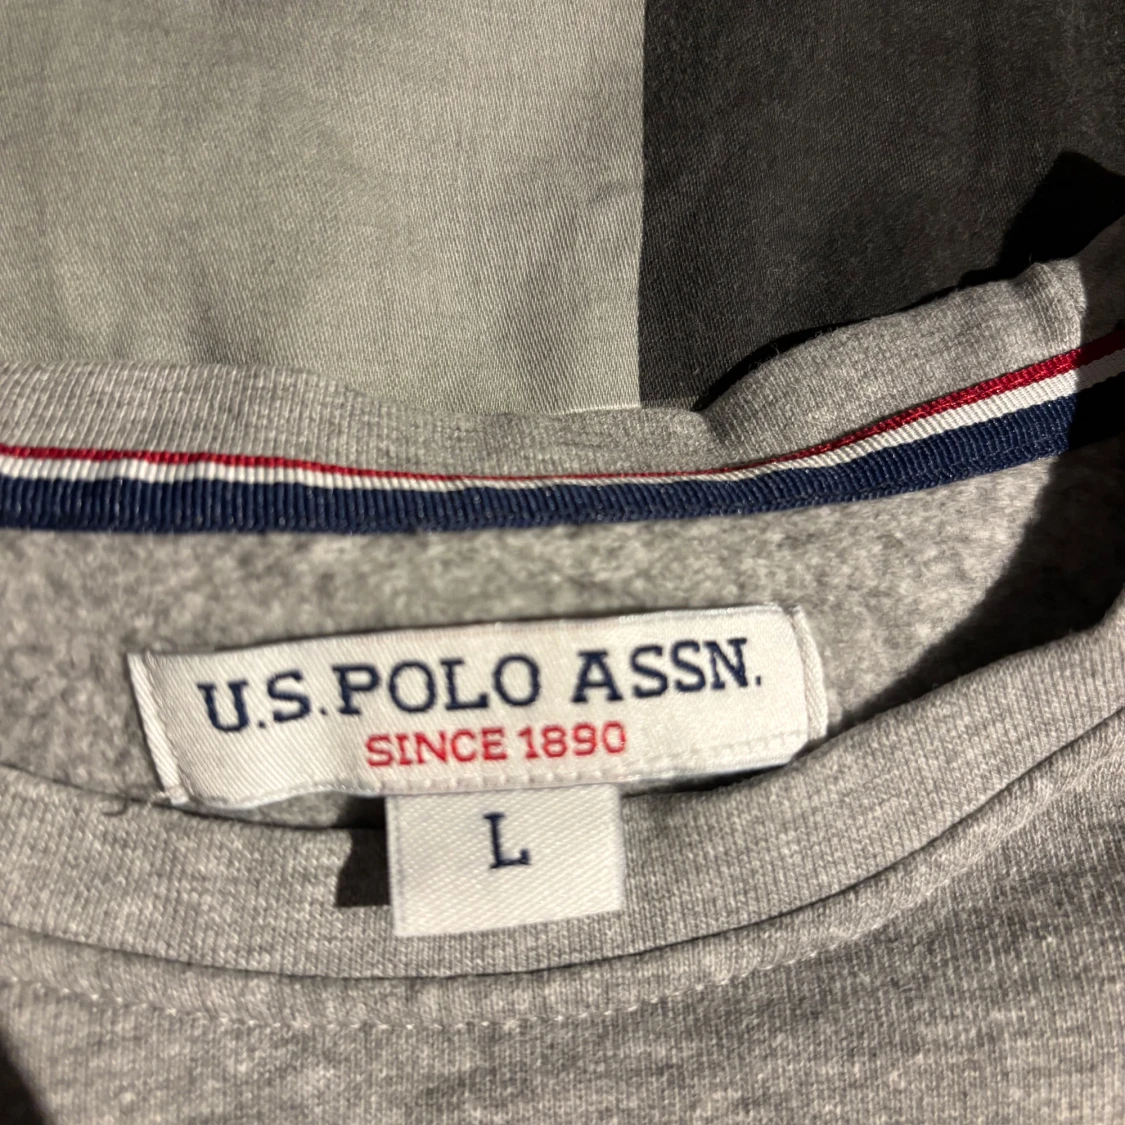 U.S. POLO ASSN.
SINCE 1890
L